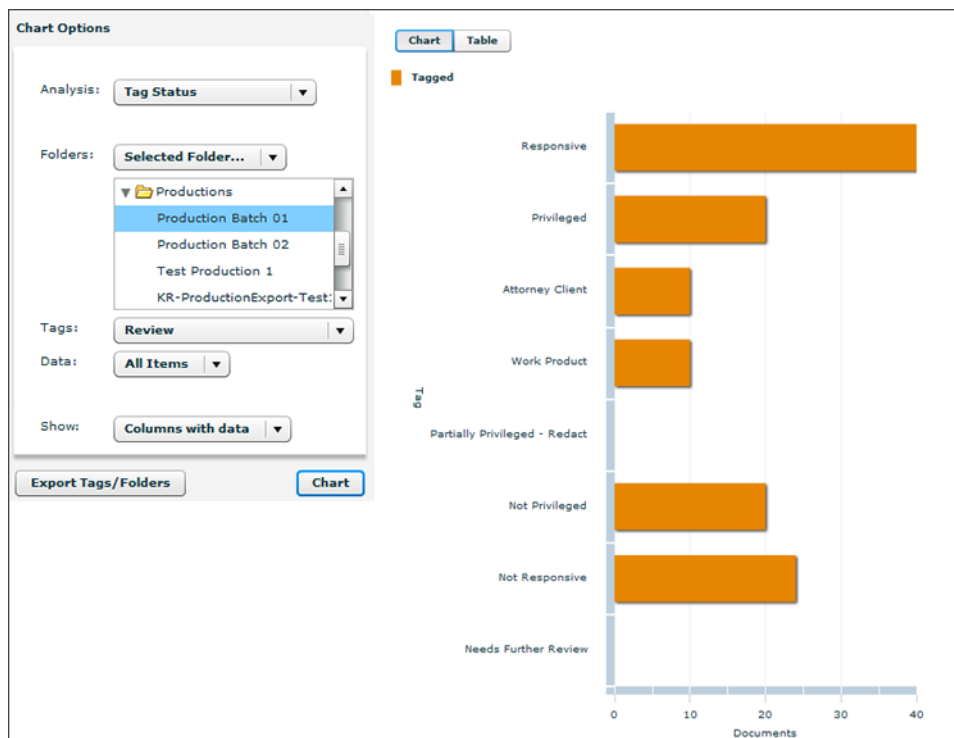 Chart Options
Analysis:
Tag Status
Folders:
Selected Folder...
Productions
Production Batch 01
Production Batch 02
Test Production 1
KR-ProductionExport-Test:
Tags:
Review
Data:
All Items
Show:
Columns with data
Export Tags/Folders
Chart
Chart
Table
Tagged
Tag
Responsive
Privileged
Attorney Client
Work Product
Partially Privileged - Redact
Not Privileged
Not Responsive
Needs Further Review
0 10 20 30 40
Documents